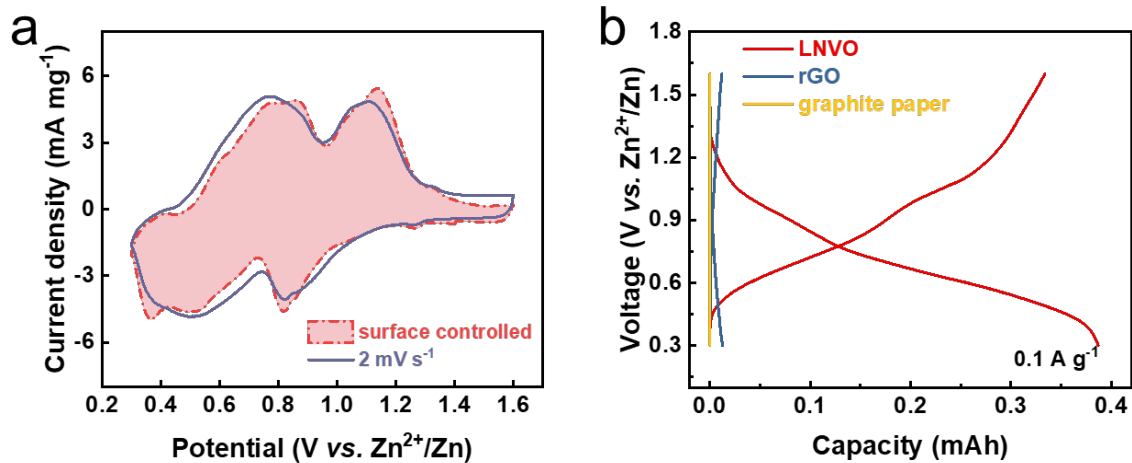 a
Current density (mA mg⁻¹)
6
3
0
-3
-6
surface controlled
2 mV s⁻¹
0.2 0.4 0.6 0.8 1.0 1.2 1.4 1.6
Potential (V vs. Zn²⁺/Zn)
b
Voltage (V vs. Zn²⁺/Zn)
1.8
1.5
1.2
0.9
0.6
0.3
LNVO
rGO
graphite paper
0.1 A g⁻¹
0.0 0.1 0.2 0.3 0.4
Capacity (mAh)